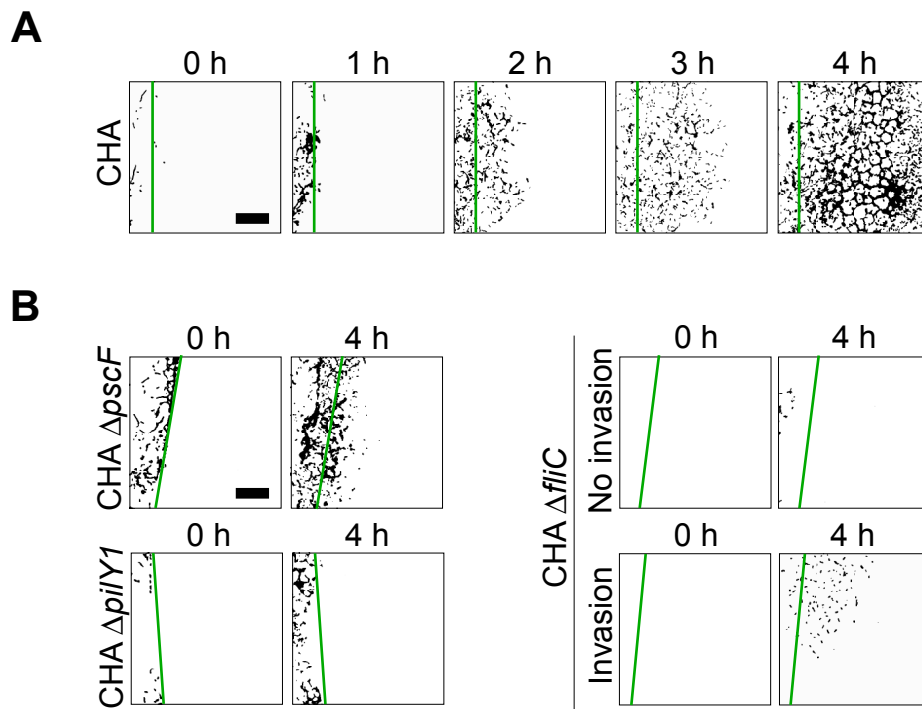 A
0 h 1 h 2 h 3 h 4 h
CHA
B
0 h 4 h
CHA ΔpscF
0 h 4 h
CHA ΔpilY1
CHA ΔfliC
0 h 4 h
No invasion
0 h 4 h
Invasion